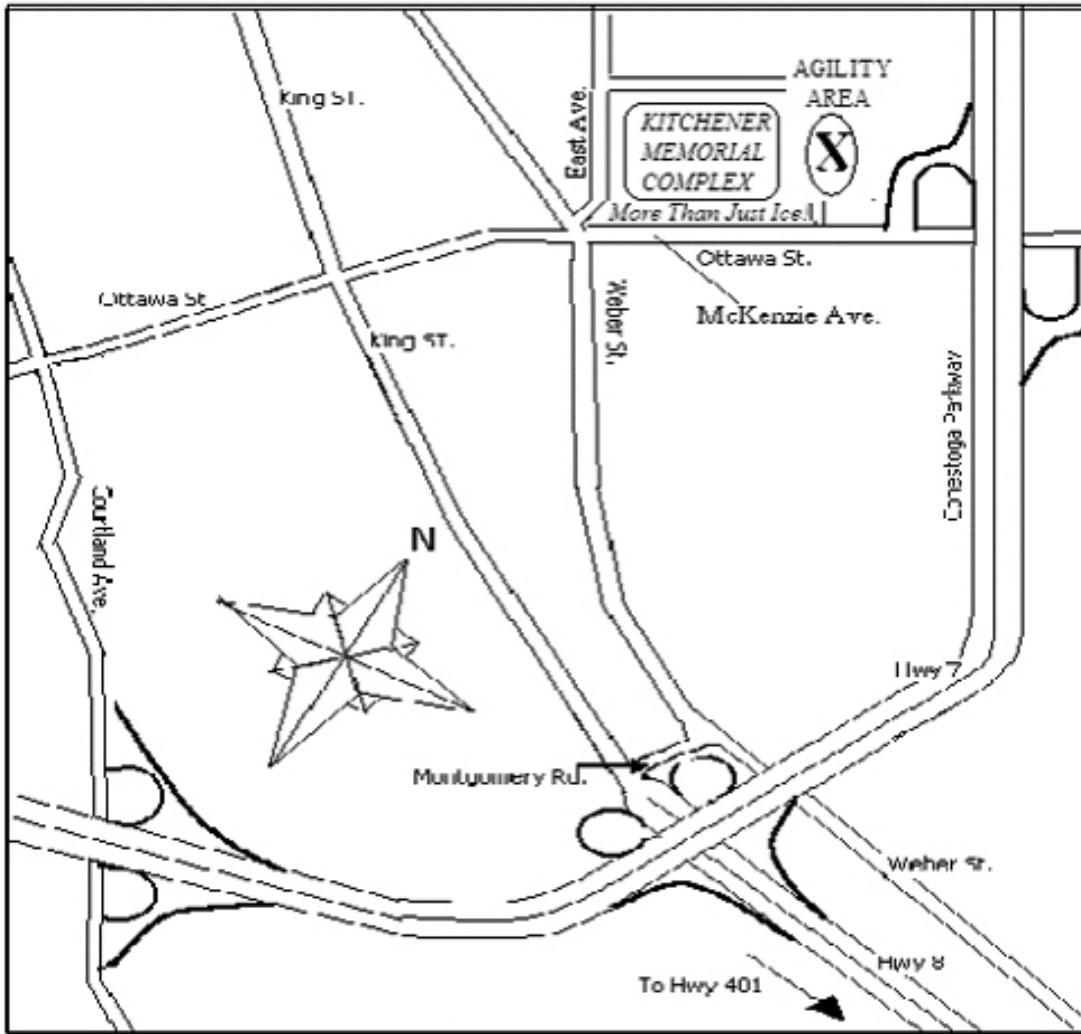 King ST.
East Ave.
AGILITY
AREA
KITCHENER
MEMORIAL
COMPLEX
X
More Than Just Ice!
Ottawa St.
Ottawa St
McKenzie Ave.
King ST.
Weber St.
Conestoga Parkway
Courtland Ave.
N
Hwy 7
Montgomery Rd.
Weber St.
Hwy 8
To Hwy 401